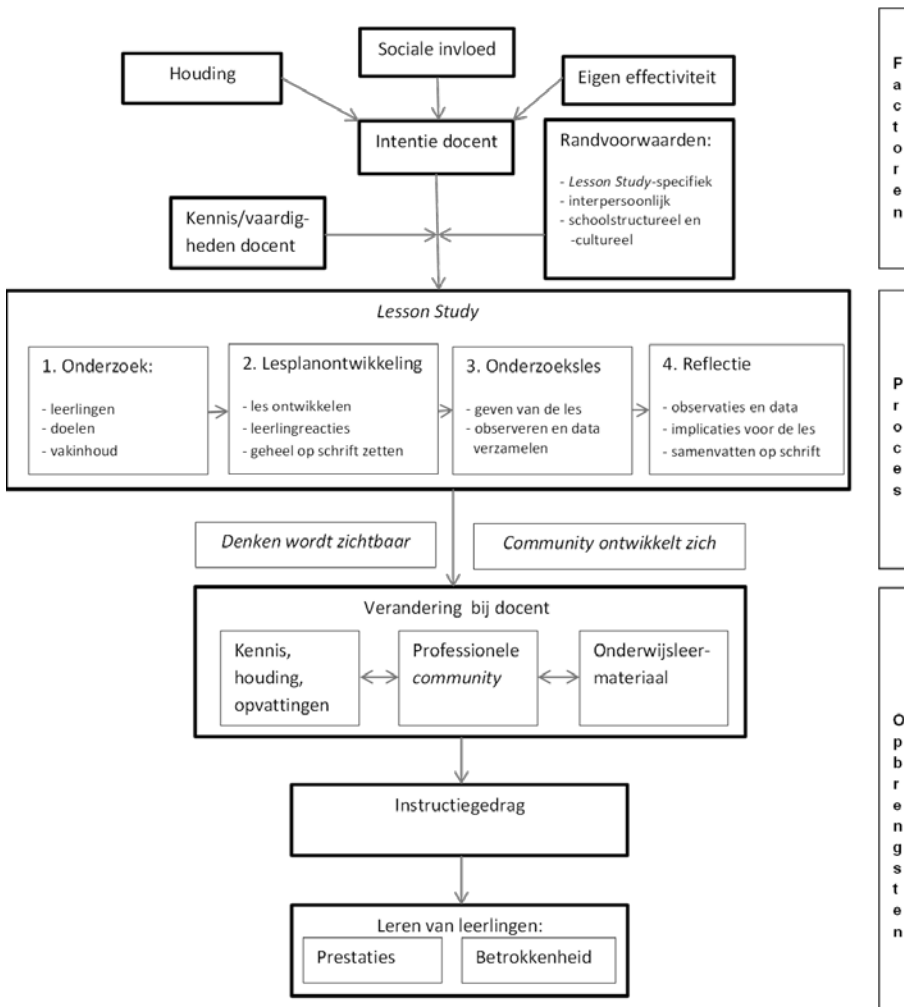 Sociale invloed
Houding
Eigen effectiviteit
Intentie docent
Randvoorwaarden:
- Lesson Study-specifiek
- interpersoonlijk
- schoolstructureel en
-cultureel
Kennis/vaardig-
heden docent
Factoren
Lesson Study
1. Onderzoek:
- leerlingen
- doelen
- vakinhoud
2. Lesplanontwikkeling
- les ontwikkelen
- leerlingreacties
- geheel op schrift zetten
3. Onderzoeksles
- geven van de les
- observeren en data
verzamelen
4. Reflectie
- observaties en data
- implicaties voor de les
- samenvatten op schrift
Proces
Denken wordt zichtbaar
Community ontwikkelt zich
Verandering bij docent
Kennis,
houding,
opvattingen
Professionele
community
Onderwijsleer-
materiaal
Instructiegedrag
Leren van leerlingen:
Prestaties
Betrokkenheid
Opbrengsten